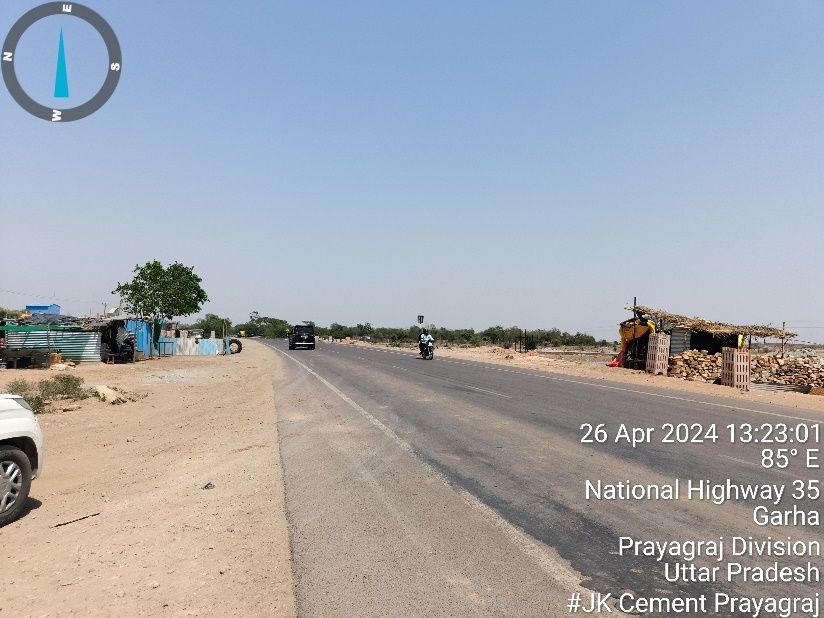 E
N
S
W
26 Apr 2024 13:23:01
85° E
National Highway 35
Garha
Prayagraj Division
Uttar Pradesh
#JK Cement Prayagraj